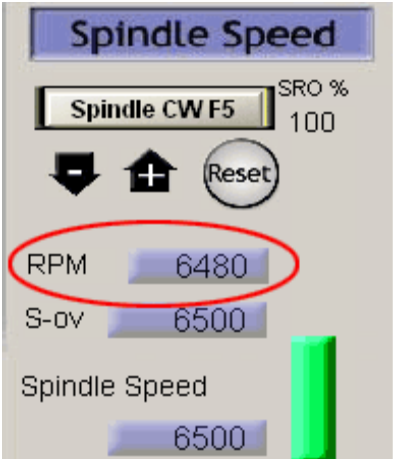 Spindle Speed
Spindle CW F5
SRO %
100
- + Reset
RPM 6480
S-ov 6500
Spindle Speed
6500